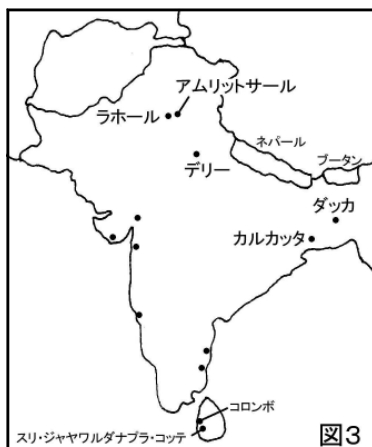 アムリットサール
ラホール
ネパール
ブータン
デリー
ダッカ
カルカッタ
コロンボ
スリ・ジャヤワルダナプラ・コッテ
図3